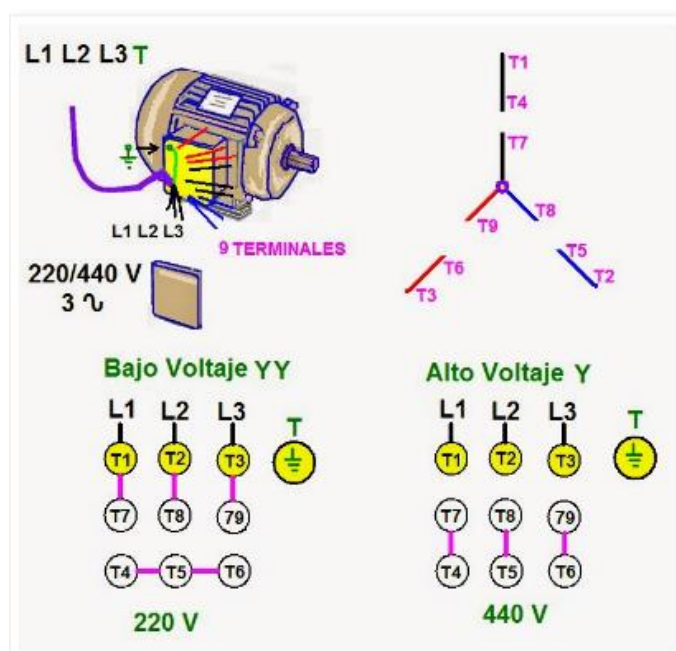 L1 L2 L3 T
T1
T4
T7
T9
T8
T6
T5
T3
T2
L1 L2 L3
9 TERMINALES
220/440 V
3 ∿
Bajo Voltaje YY
L1 L2 L3 T
T1 T2 T3
T7 T8 79
T4 T5 T6
220 V
Alto Voltaje Y
L1 L2 L3 T
T1 T2 T3
T7 T8 79
T4 T5 T6
440 V